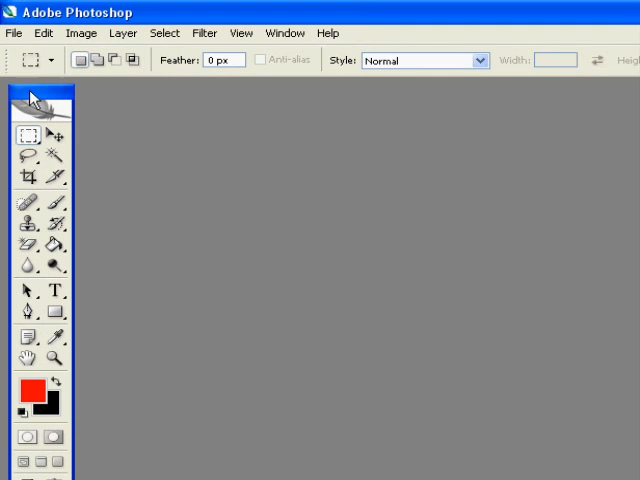 Adobe Photoshop
File Edit Image Layer Select Filter View Window Help
Feather: 0 px Anti-alias Style: Normal Width: Heig
T